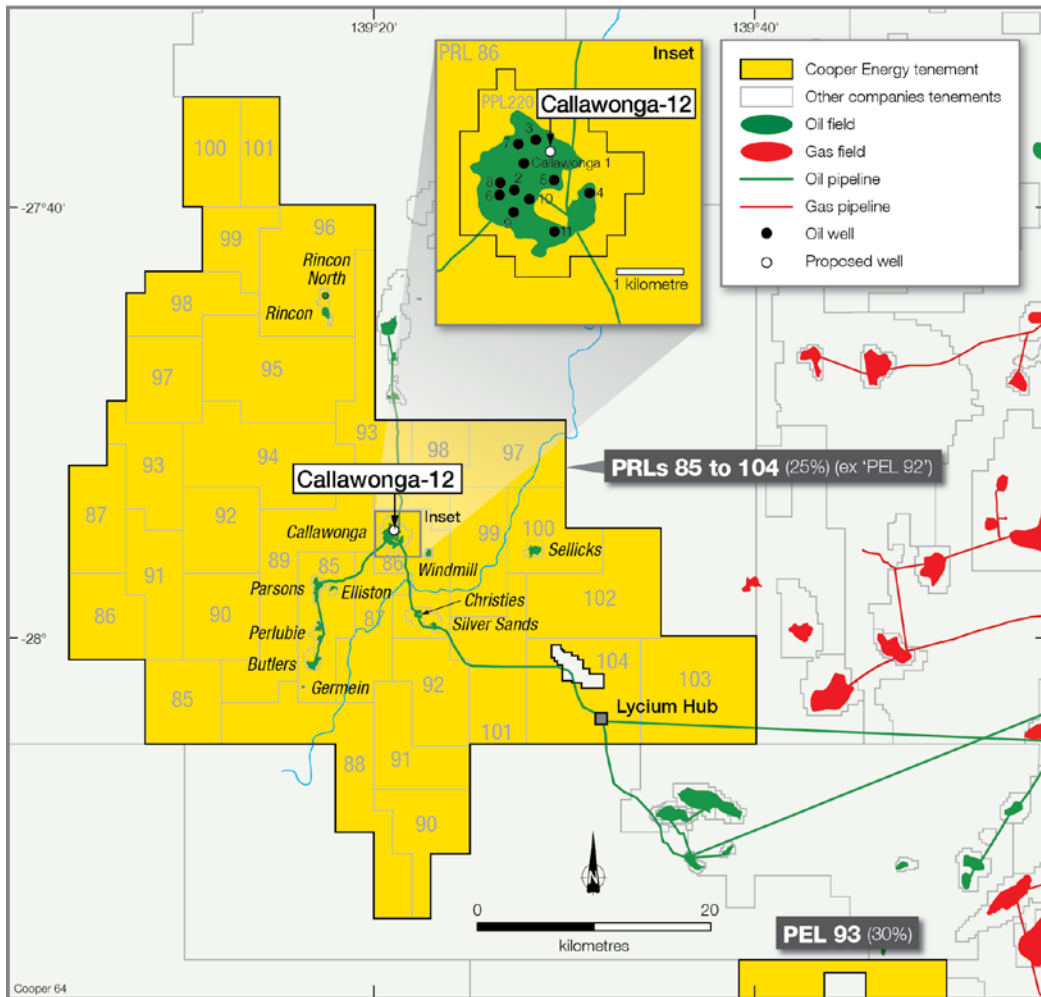 139°20'
139°40'
-27°40'
-28°
PRL 86
Inset
PPL220
Callawonga-12
3
7
Callawonga 1
8
2
5
4
6
10
9
11
1 kilometre
Cooper Energy tenement
Other companies tenements
Oil field
Gas field
Oil pipeline
Gas pipeline
Oil well
Proposed well
100
101
99
96
Rincon
North
Rincon
98
97
95
93
98
97
93
94
PRLs 85 to 104 (25%) (ex 'PEL 92')
Callawonga-12
87
92
Callawonga
Inset
99
100
Sellicks
91
89
85
86
Windmill
Parsons
Elliston
86
90
87
Christies
102
Silver Sands
Perlubie
Butlers
104
103
85
Germein
92
Lycium Hub
101
88
91
90
N
0
20
kilometres
PEL 93 (30%)
Cooper 64